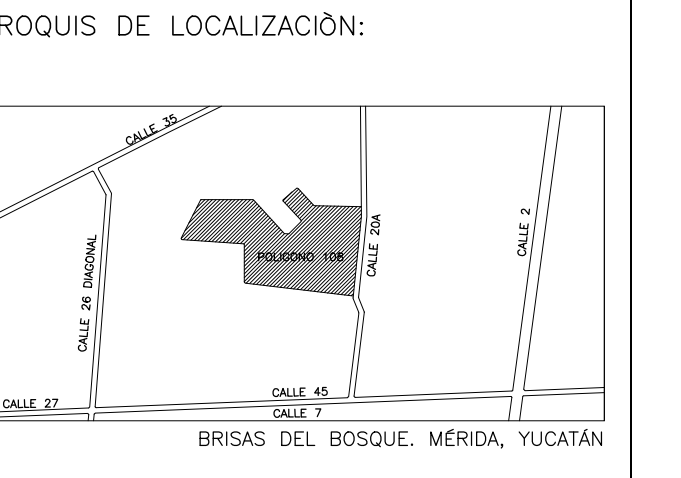 ROQUIS DE LOCALIZACIÒN:
CALLE 35
CALLE 2
CALLE 20A
CALLE 26 DIAGONAL
POLIGONO 108
CALLE 45
CALLE 27
CALLE 7
BRISAS DEL BOSQUE. MÉRIDA, YUCATÁN